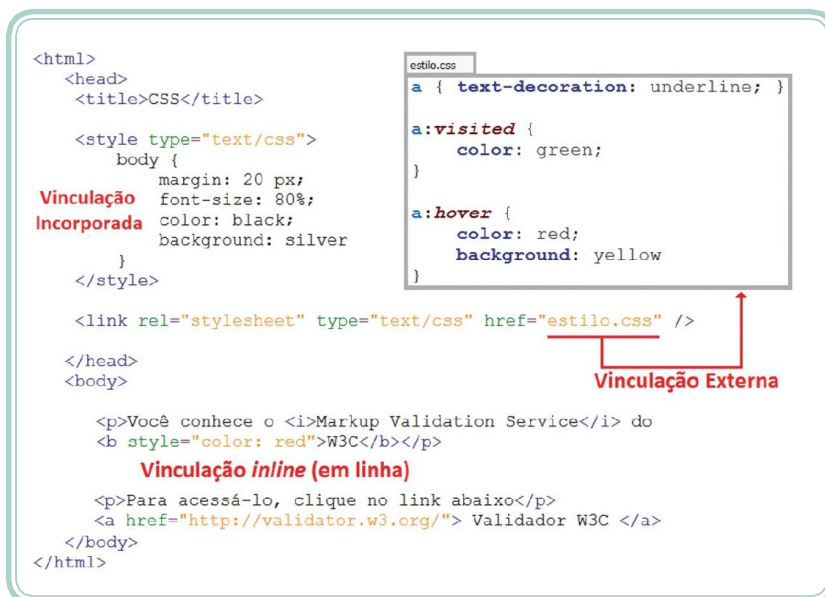 <html>
<head>
<title>CSS</title>
<style type="text/css">
body {
margin: 20 px;
Vinculação
font-size: 80%;
Incorporada
color: black;
background: silver
}
</style>
estilo.css
a { text-decoration: underline; }
a:visited {
color: green;
}
a:hover {
color: red;
background: yellow
}
<link rel="stylesheet" type="text/css" href="estilo.css" />
Vinculação Externa
</head>
<body>
<p>Você conhece o <i>Markup Validation Service</i> do
<b style="color: red">W3C</b></p>
Vinculação inline (em linha)
<p>Para acessá-lo, clique no link abaixo</p>
<a href="http://validator.w3.org/"> Validador W3C </a>
</body>
</html>